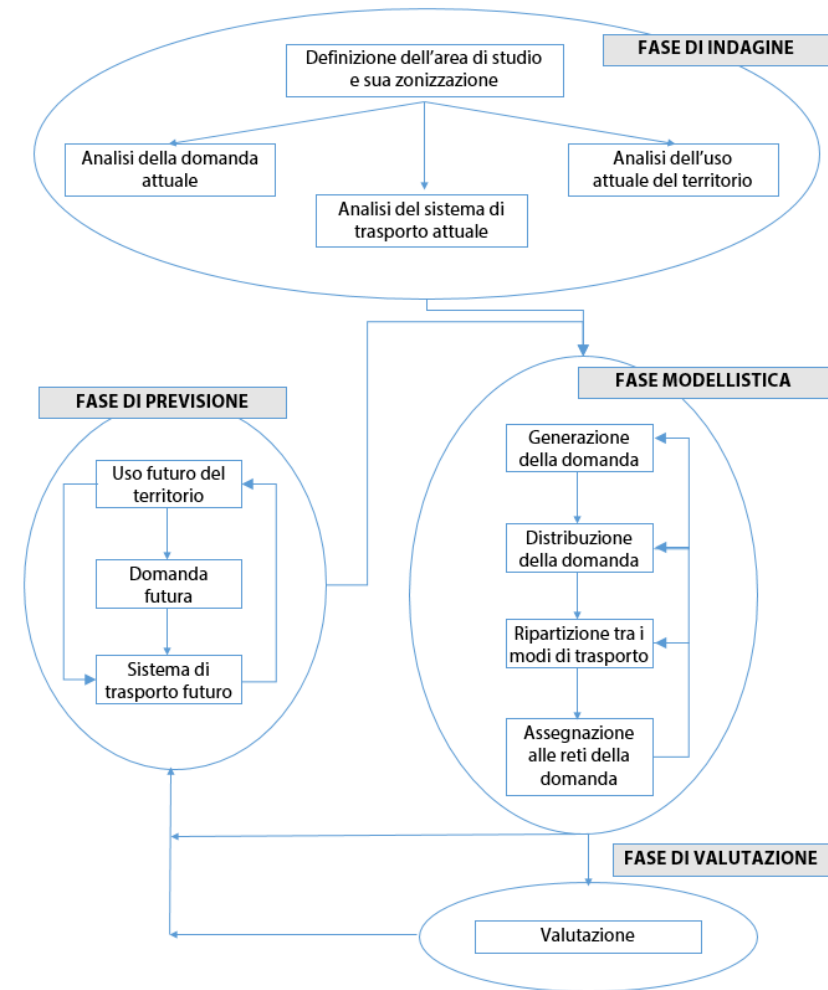 FASE DI INDAGINE
Definizione dell'area di studio
e sua zonizzazione
Analisi della domanda
attuale
Analisi del sistema di
trasporto attuale
Analisi dell'uso
attuale del territorio
FASE DI PREVISIONE
Uso futuro del
territorio
Domanda
futura
Sistema di
trasporto futuro
FASE MODELLISTICA
Generazione
della domanda
Distribuzione
della domanda
Ripartizione tra i
modi di trasporto
Assegnazione
alle reti della
domanda
FASE DI VALUTAZIONE
Valutazione